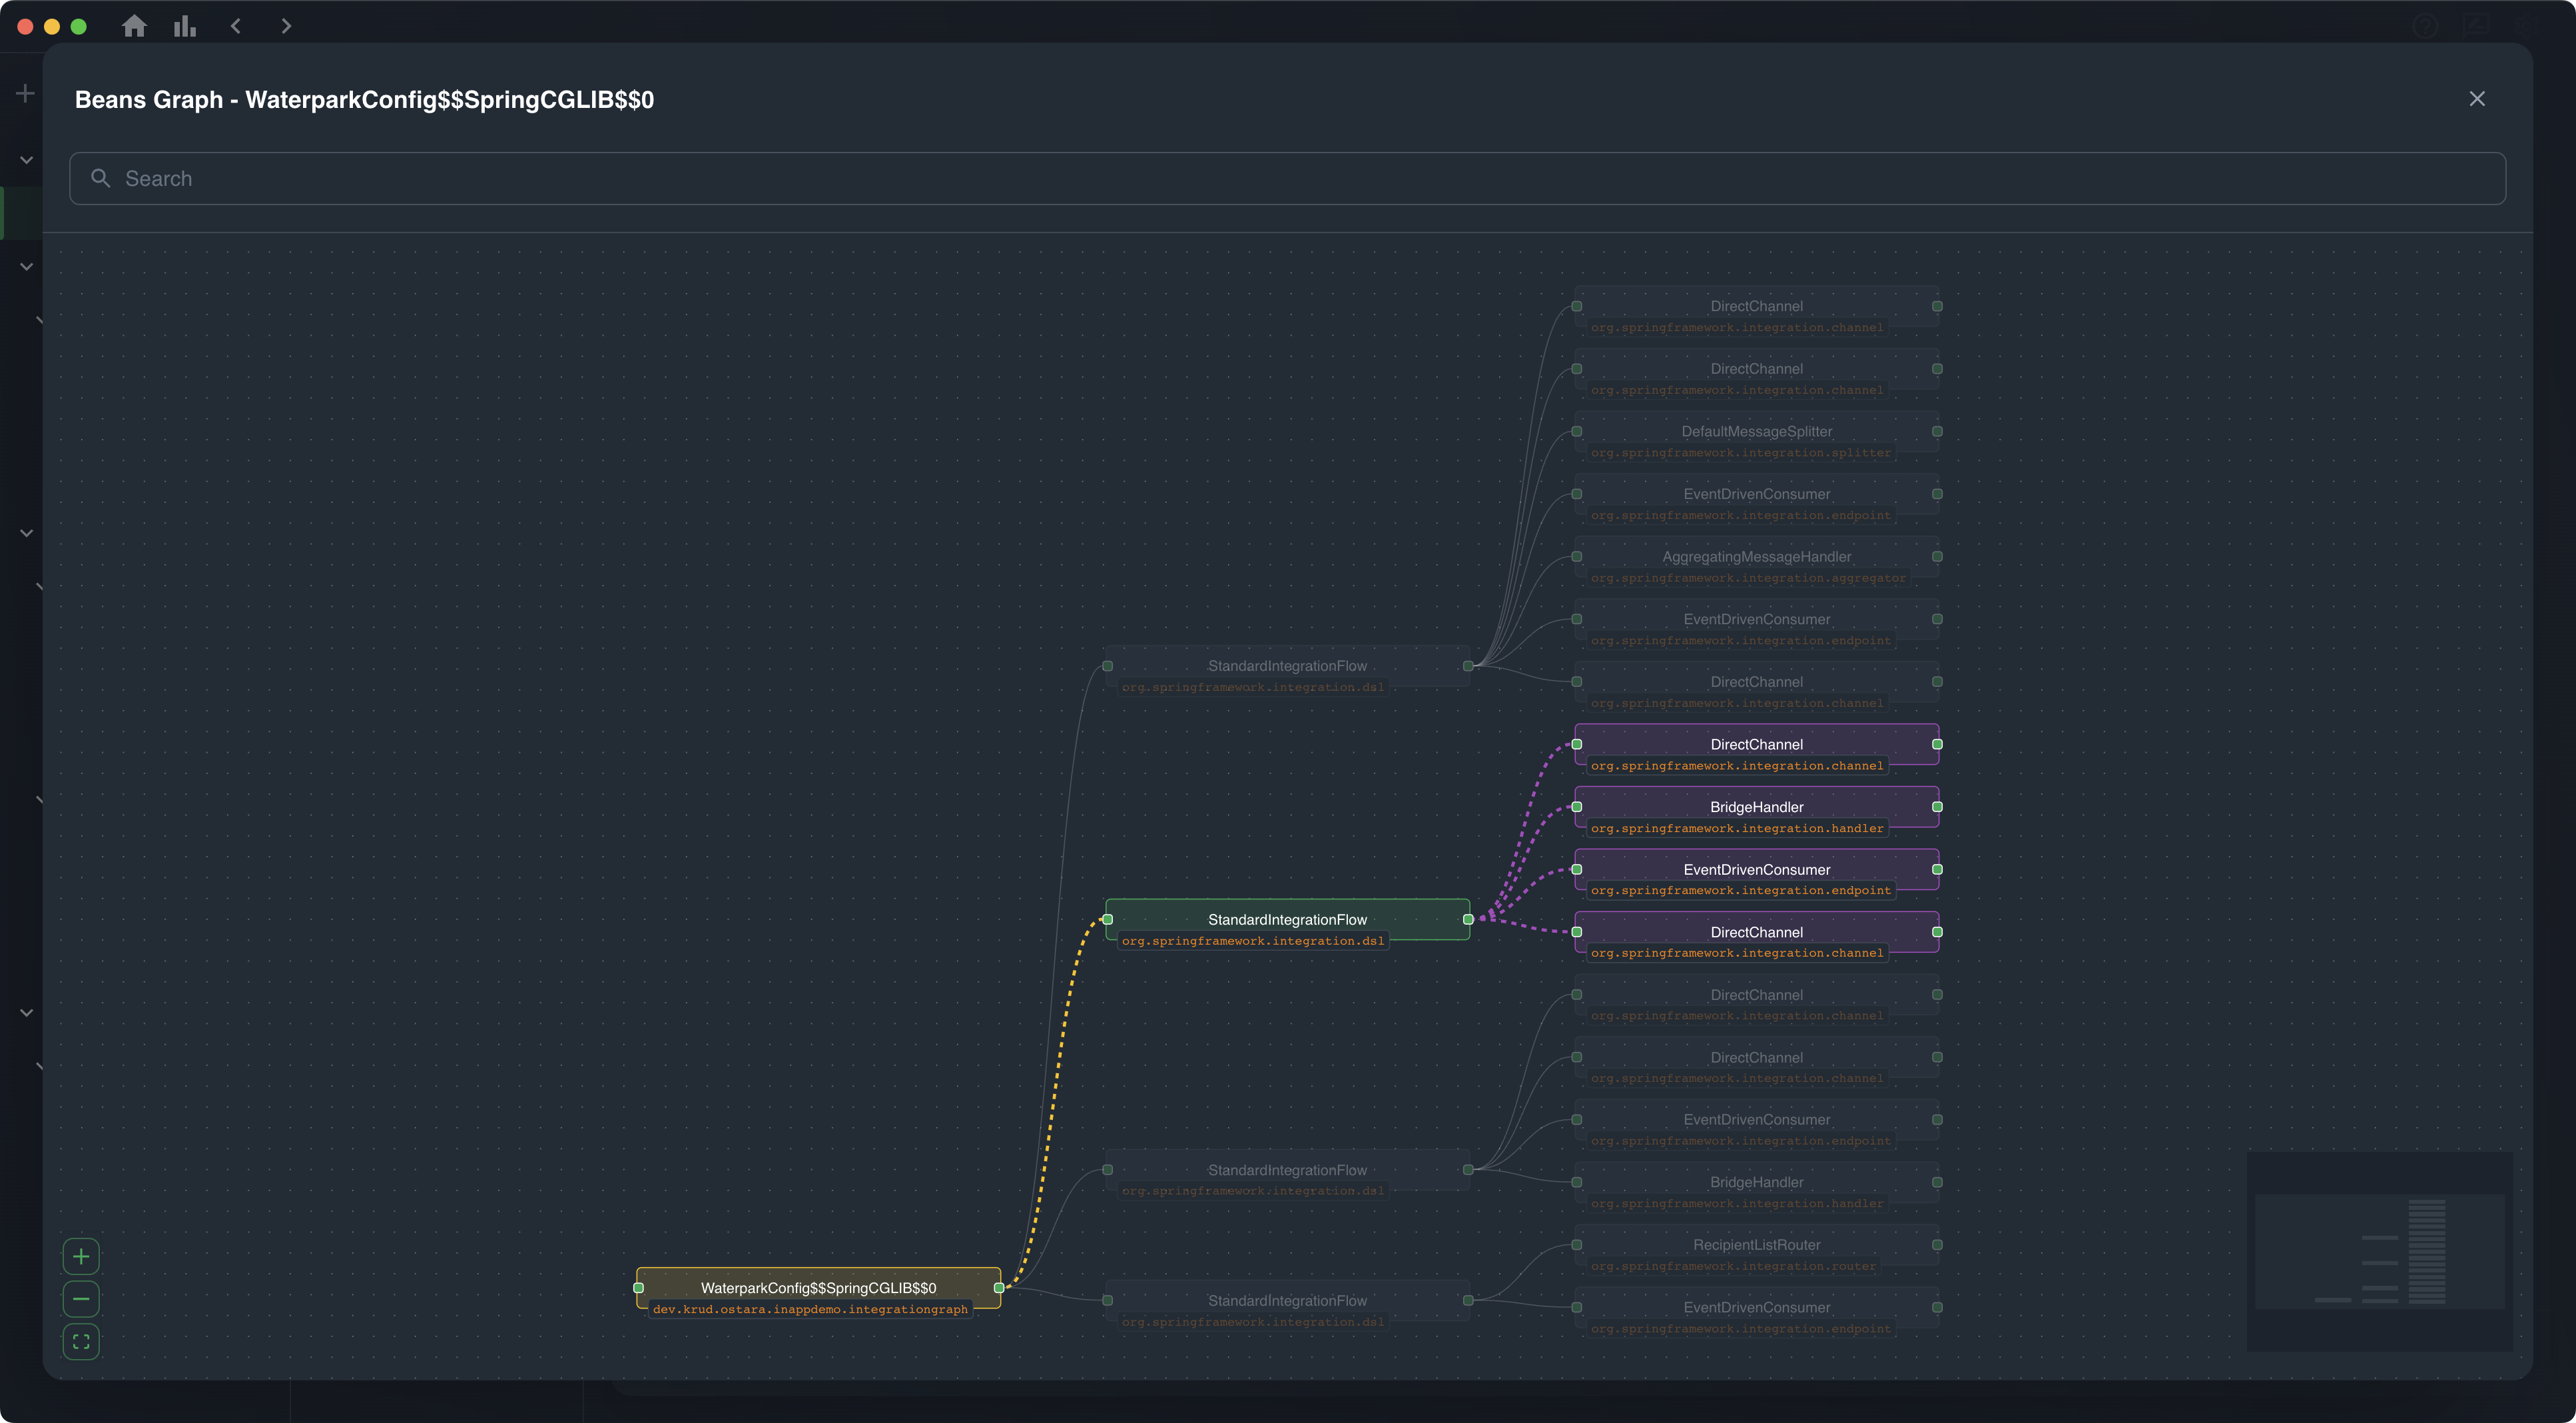 Beans Graph - WaterparkConfig$$SpringCGLIB$$0
Search
DirectChannel
org.springframework.integration.channel
DirectChannel
org.springframework.integration.channel
DefaultMessageSplitter
org.springframework.integration.splitter
EventDrivenConsumer
org.springframework.integration.endpoint
AggregatingMessageHandler
org.springframework.integration.aggregator
EventDrivenConsumer
org.springframework.integration.endpoint
StandardIntegrationFlow
org.springframework.integration.dsl
DirectChannel
org.springframework.integration.channel
DirectChannel
org.springframework.integration.channel
BridgeHandler
org.springframework.integration.handler
EventDrivenConsumer
org.springframework.integration.endpoint
StandardIntegrationFlow
org.springframework.integration.dsl
DirectChannel
org.springframework.integration.channel
DirectChannel
org.springframework.integration.channel
DirectChannel
org.springframework.integration.channel
EventDrivenConsumer
org.springframework.integration.endpoint
StandardIntegrationFlow
org.springframework.integration.dsl
BridgeHandler
org.springframework.integration.handler
RecipientListRouter
org.springframework.integration.router
WaterparkConfig$$SpringCGLIB$$0
dev.krud.ostara.inappdemo.integrationgraph
StandardIntegrationFlow
org.springframework.integration.dsl
EventDrivenConsumer
org.springframework.integration.endpoint